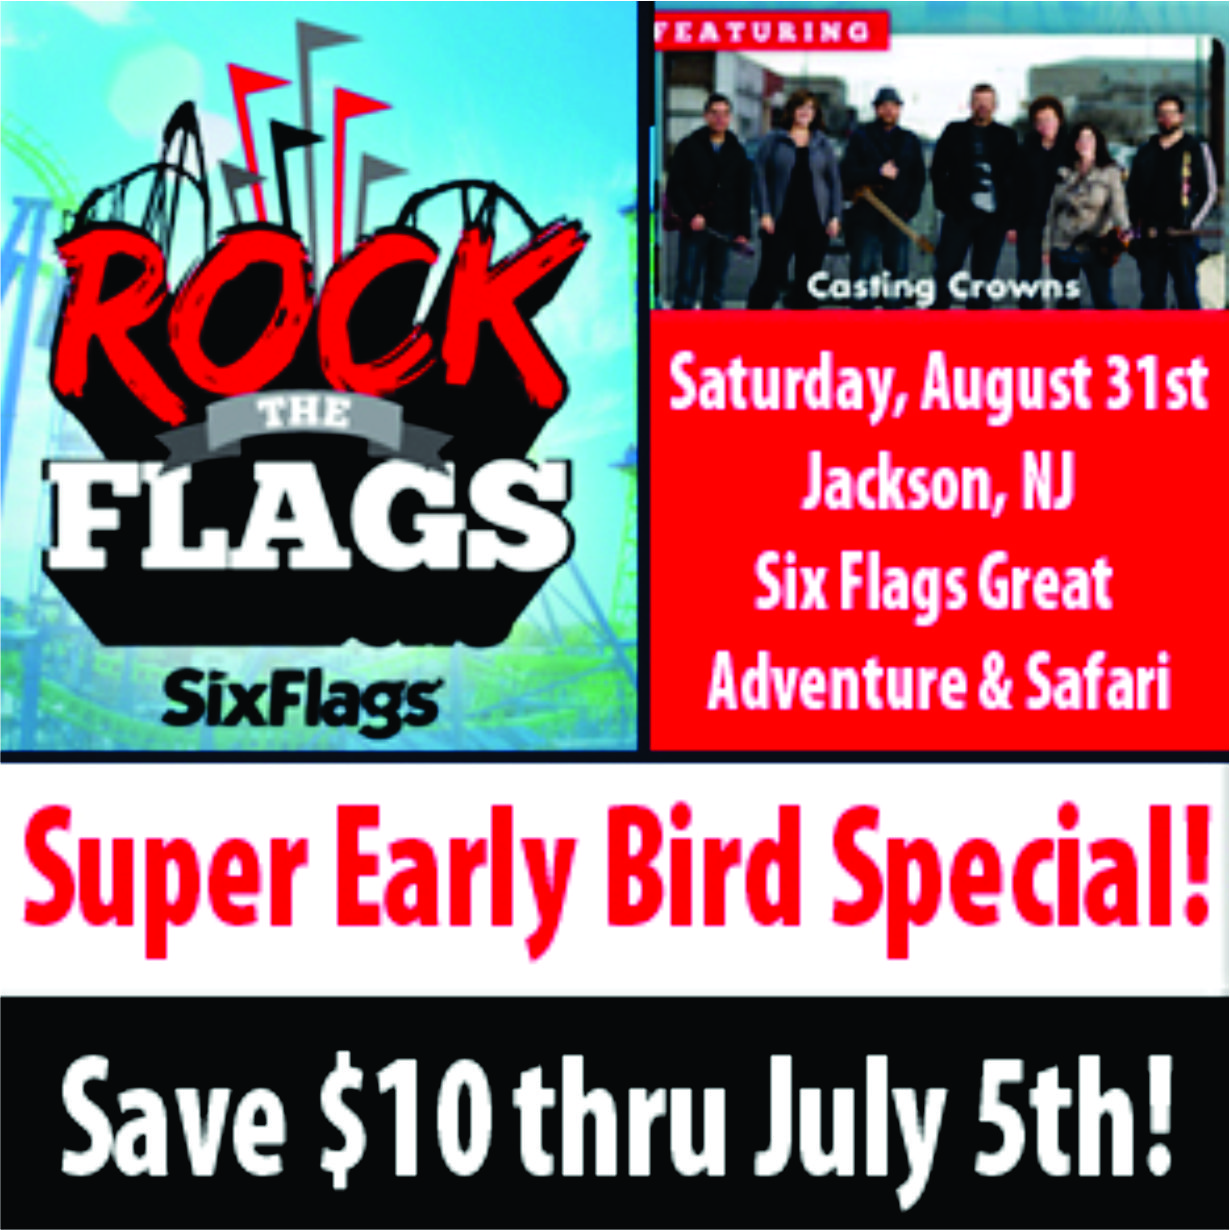 ROCK
THE
FLAGS
SixFlags
FEATURING
Casting Crowns
Saturday, August 31st
Jackson, NJ
Six Flags Great
Adventure & Safari
Super Early Bird Special!
Save $10 thru July 5th!